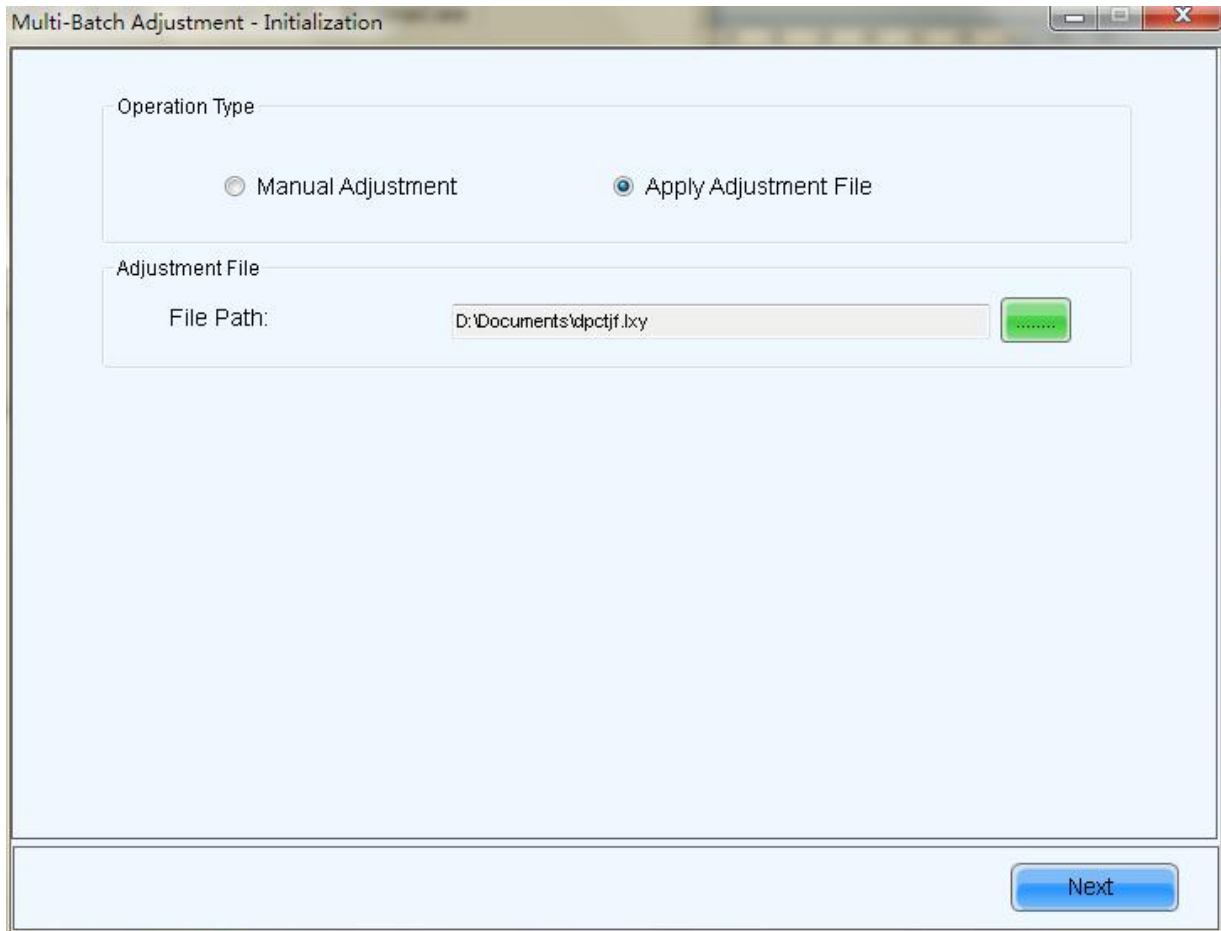 Multi-Batch Adjustment - Initialization
Operation Type
Manual Adjustment
Apply Adjustment File
Adjustment File
File Path:
D:\Documents\dpctjf.lxy
........
Next